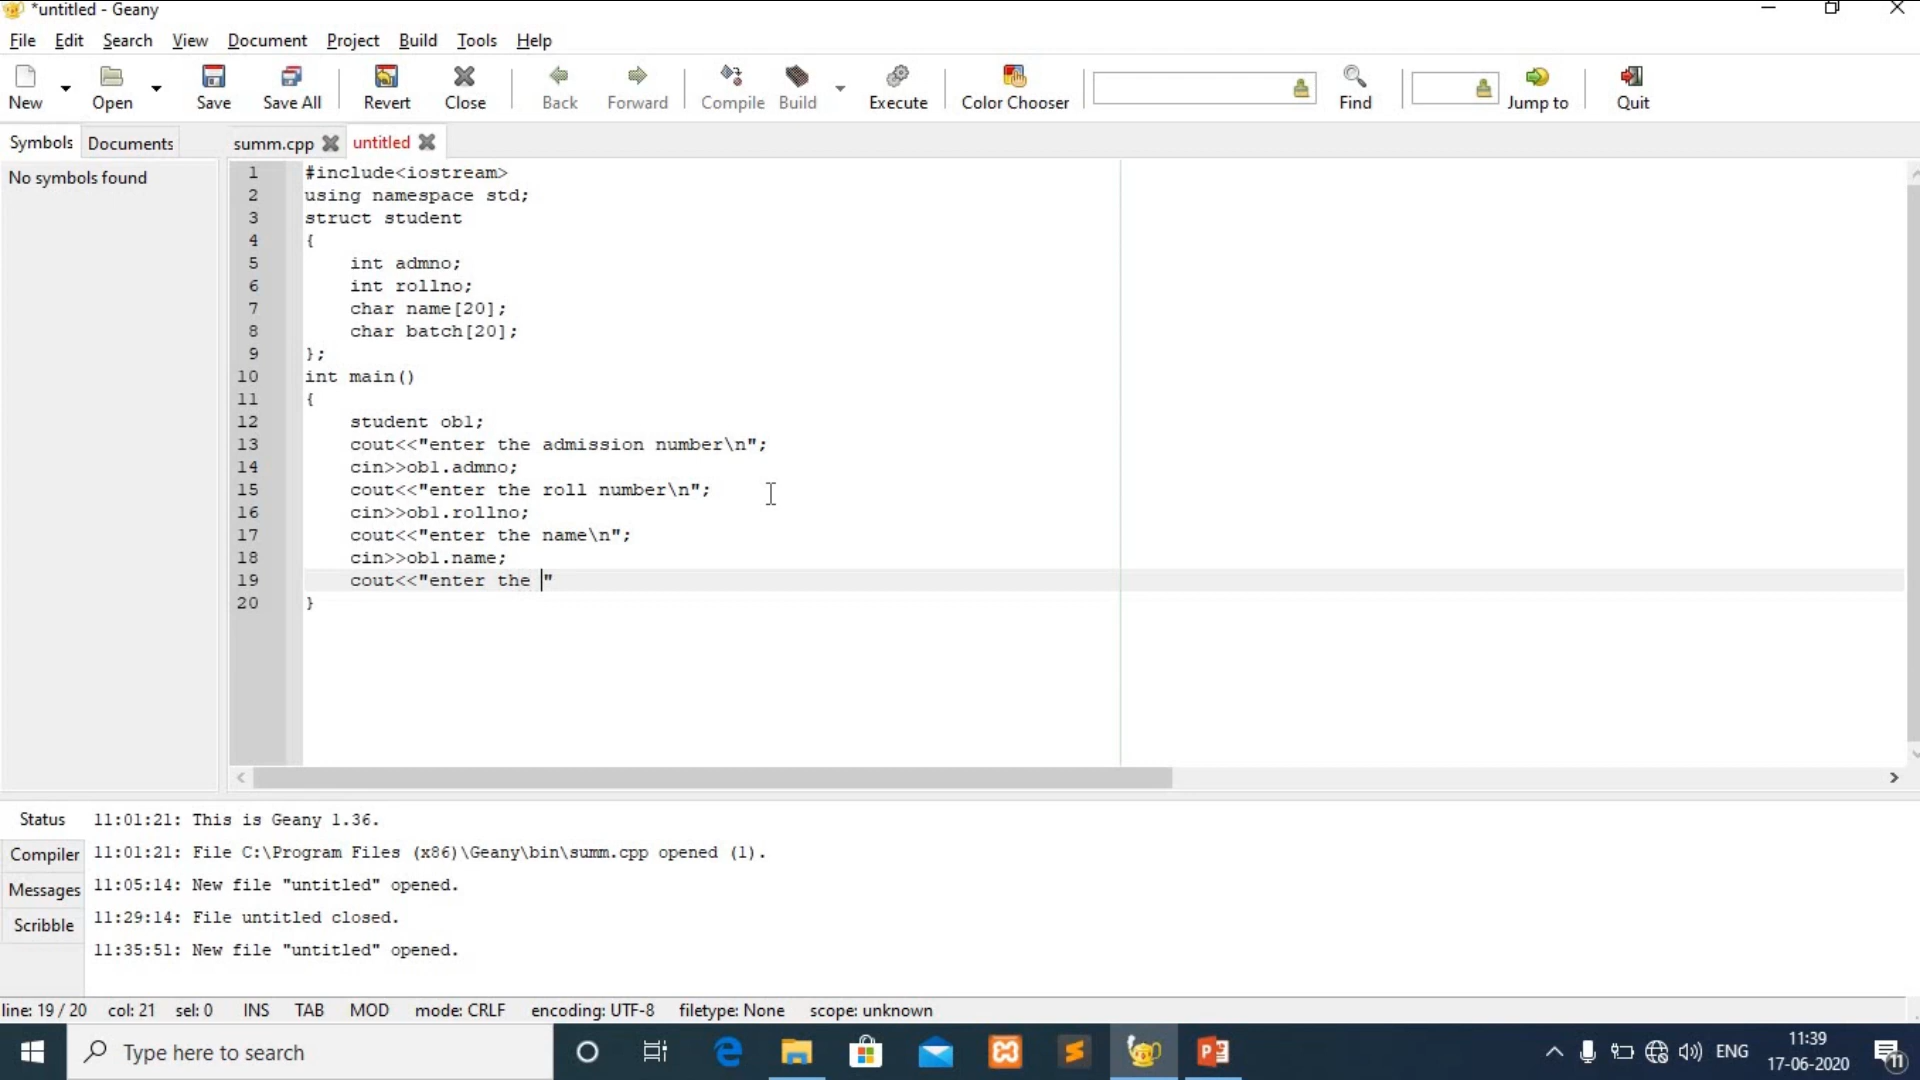 *untitled - Geany
File Edit Search View Document Project Build Tools Help
New Open Save Save All Revert Close Back Forward Compile Build Execute Color Chooser Find Jump to Quit
Symbols Documents summ.cpp untitled
No symbols found
1 #include<iostream>
2 using namespace std;
3 struct student
4 {
5 int admno;
6 int rollno;
7 char name[20];
8 char batch[20];
9 };
10 int main()
11 {
12 student ob1;
13 cout<<"enter the admission number\n";
14 cin>>ob1.admno;
15 cout<<"enter the roll number\n";
16 cin>>ob1.rollno;
17 cout<<"enter the name\n";
18 cin>>ob1.name;
19 cout<<"enter the "
20 }
Status 11:01:21: This is Geany 1.36.
Compiler 11:01:21: File C:\Program Files (x86)\Geany\bin\summ.cpp opened (1).
Messages 11:05:14: New file "untitled" opened.
Scribble 11:29:14: File untitled closed.
11:35:51: New file "untitled" opened.
line: 19 / 20 col: 21 sel: 0 INS TAB MOD mode: CRLF encoding: UTF-8 filetype: None scope: unknown
Type here to search ENG 11:39
17-06-2020 11